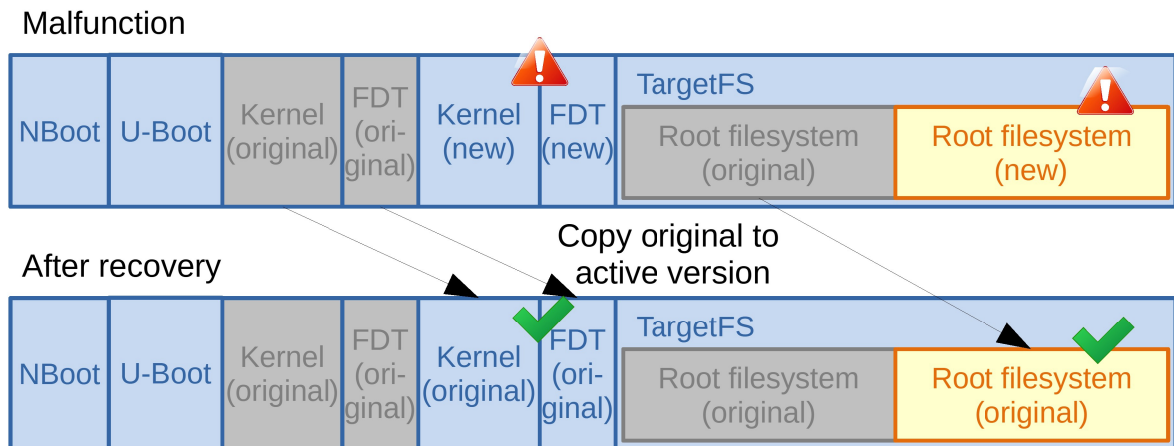 Malfunction
NBoot
U-Boot
Kernel
(original)
FDT
(ori-
ginal)
Kernel
(new)
FDT
(new)
TargetFS
Root filesystem
(original)
Root filesystem
(new)
Copy original to
active version
After recovery
NBoot
U-Boot
Kernel
(original)
FDT
(ori-
ginal)
Kernel
(original)
FDT
(ori-
ginal)
TargetFS
Root filesystem
(original)
Root filesystem
(original)